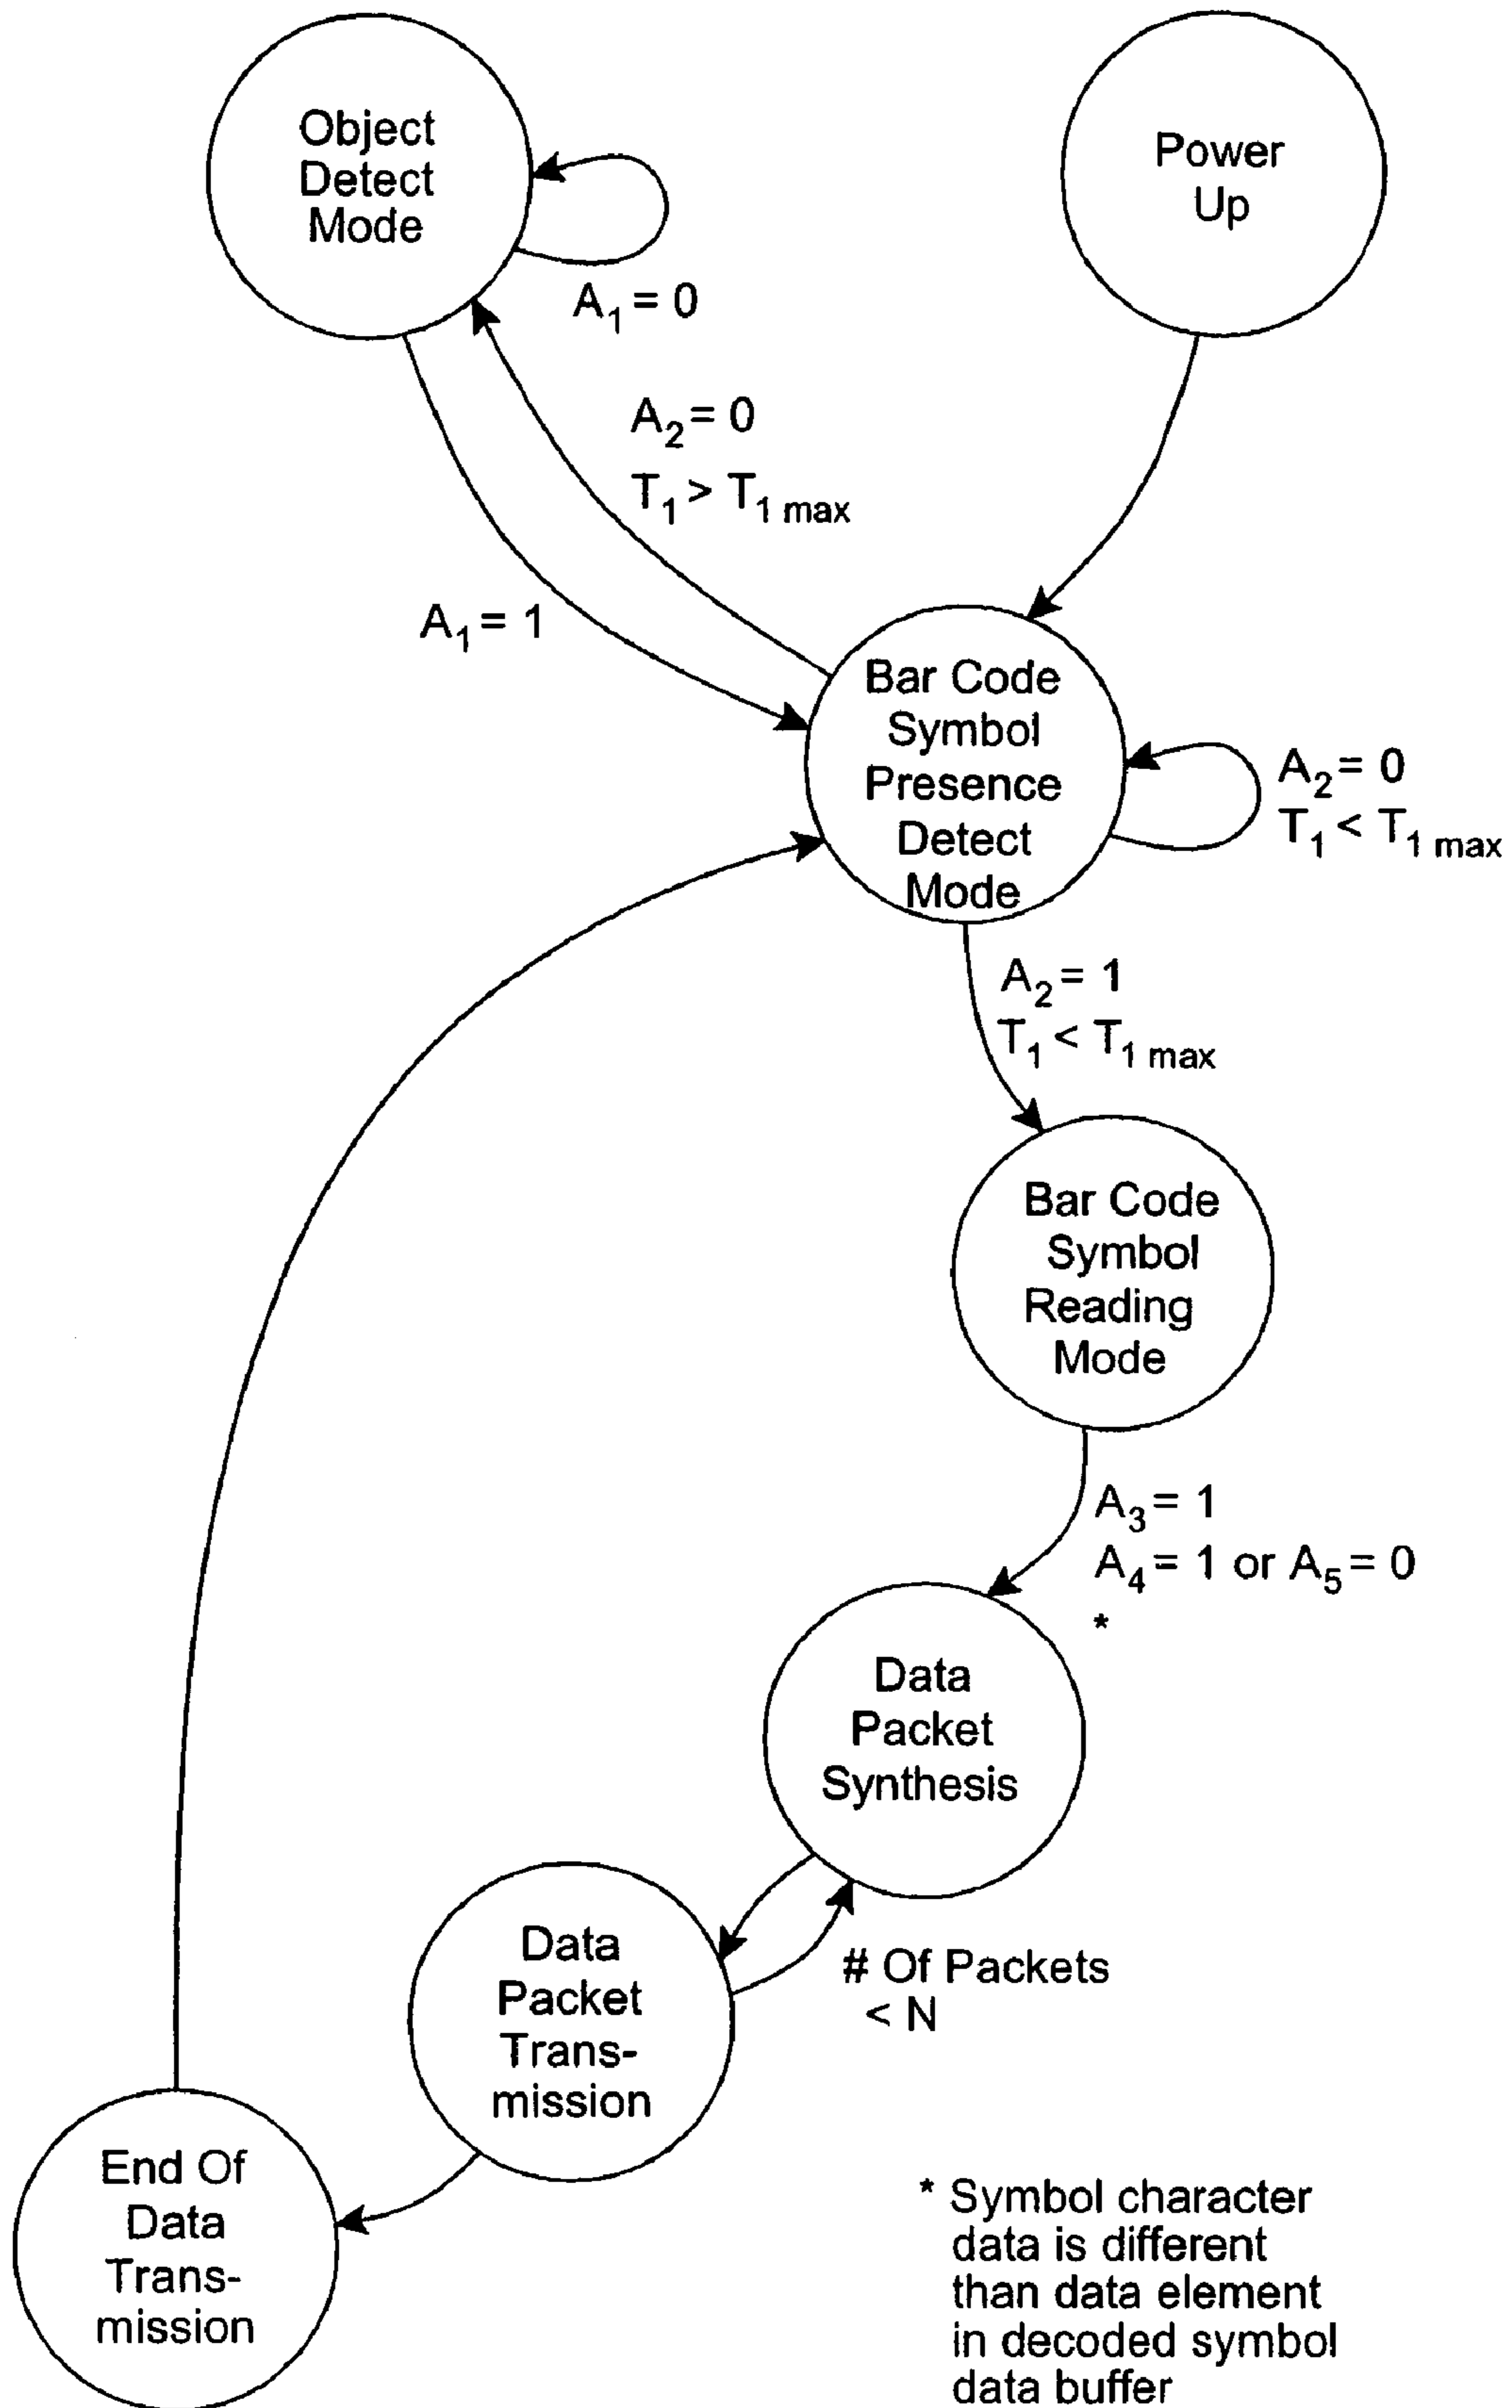 Object
Detect
Mode
Power
Up
A1 = 0
A2 = 0
T1 > T1 max
A1 = 1
Bar Code
Symbol
Presence
Detect
Mode
A2 = 0
T1 < T1 max
A2 = 1
T1 < T1 max
Bar Code
Symbol
Reading
Mode
A3 = 1
A4 = 1 or A5 = 0
*
Data
Packet
Synthesis
Data
Packet
Trans-
mission
# Of Packets
< N
End Of
Data
Trans-
mission
* Symbol character
data is different
than data element
in decoded symbol
data buffer